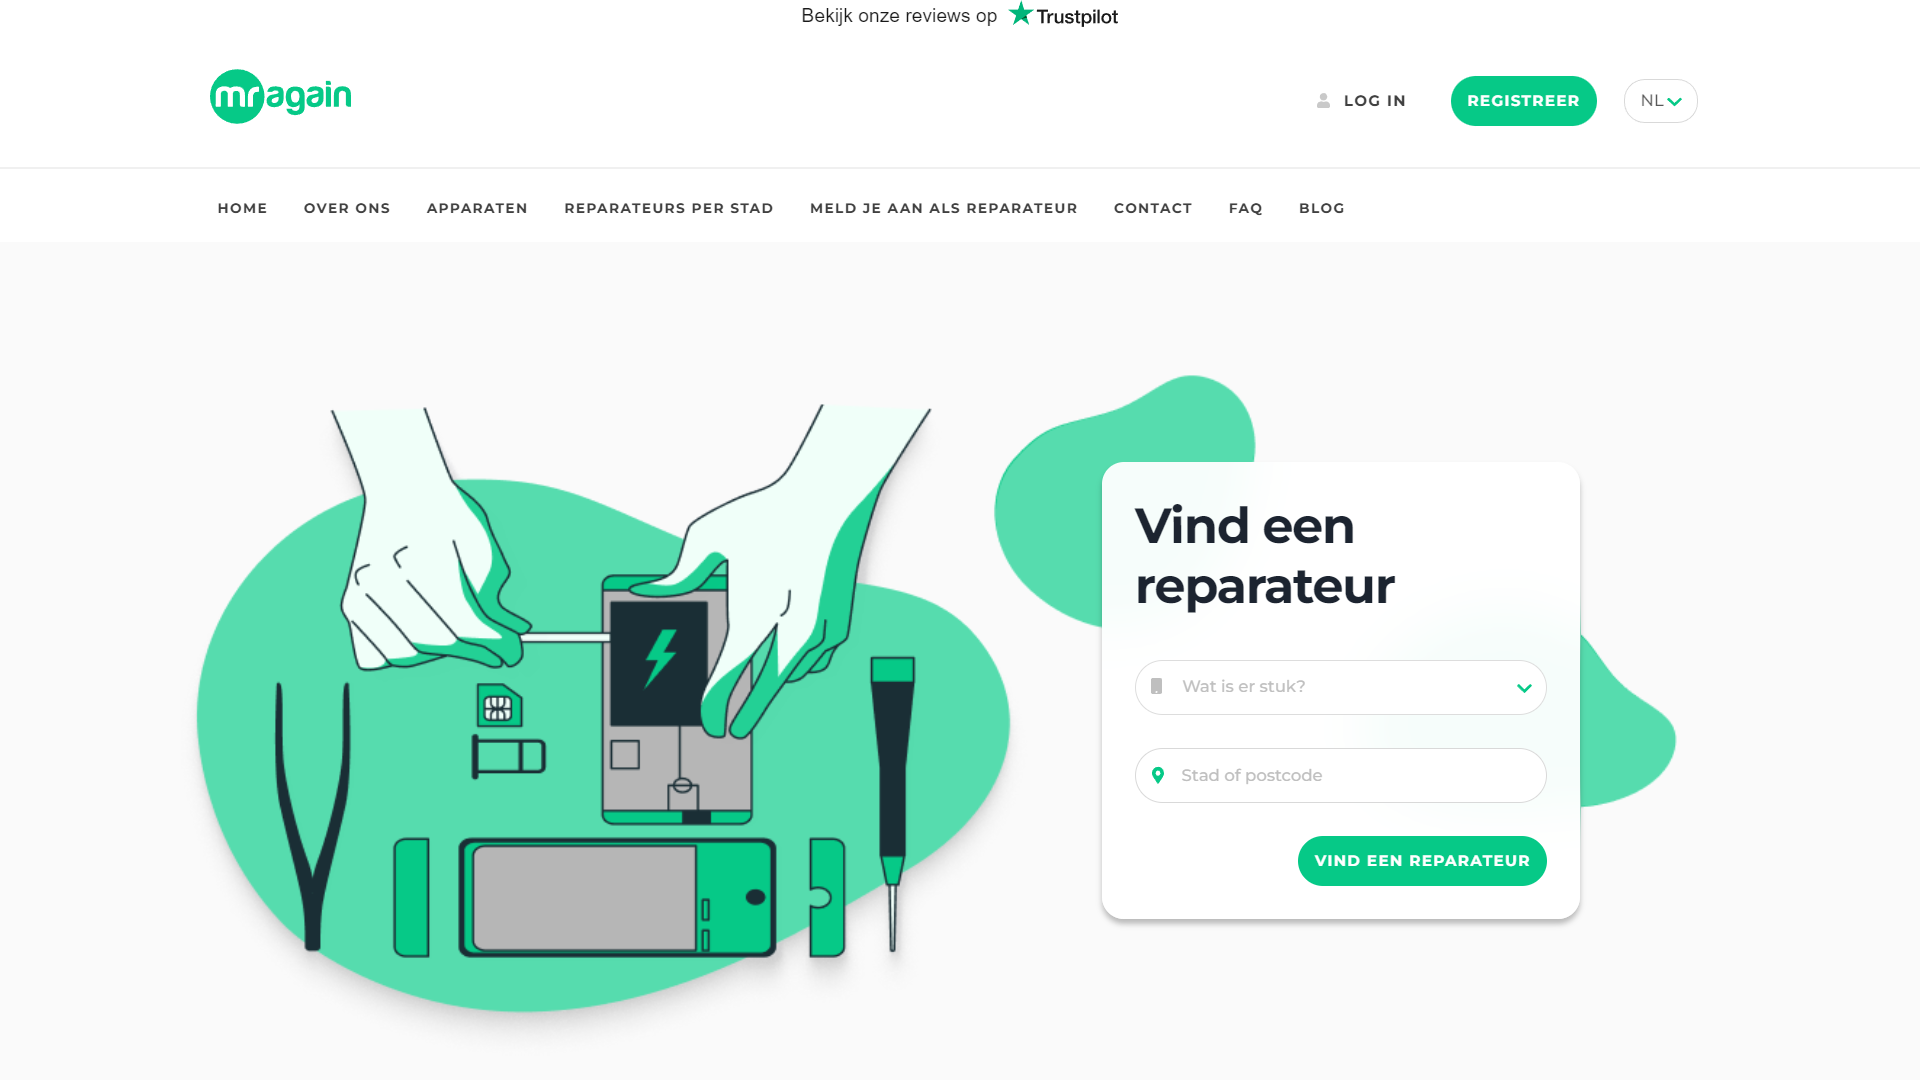 Bekijk onze reviews op Trustpilot
mragain
LOG IN
REGISTREER
NL
HOME
OVER ONS
APPARATEN
REPARATEURS PER STAD
MELD JE AAN ALS REPARATEUR
CONTACT
FAQ
BLOG
Vind een
reparateur
Wat is er stuk?
Stad of postcode
VIND EEN REPARATEUR